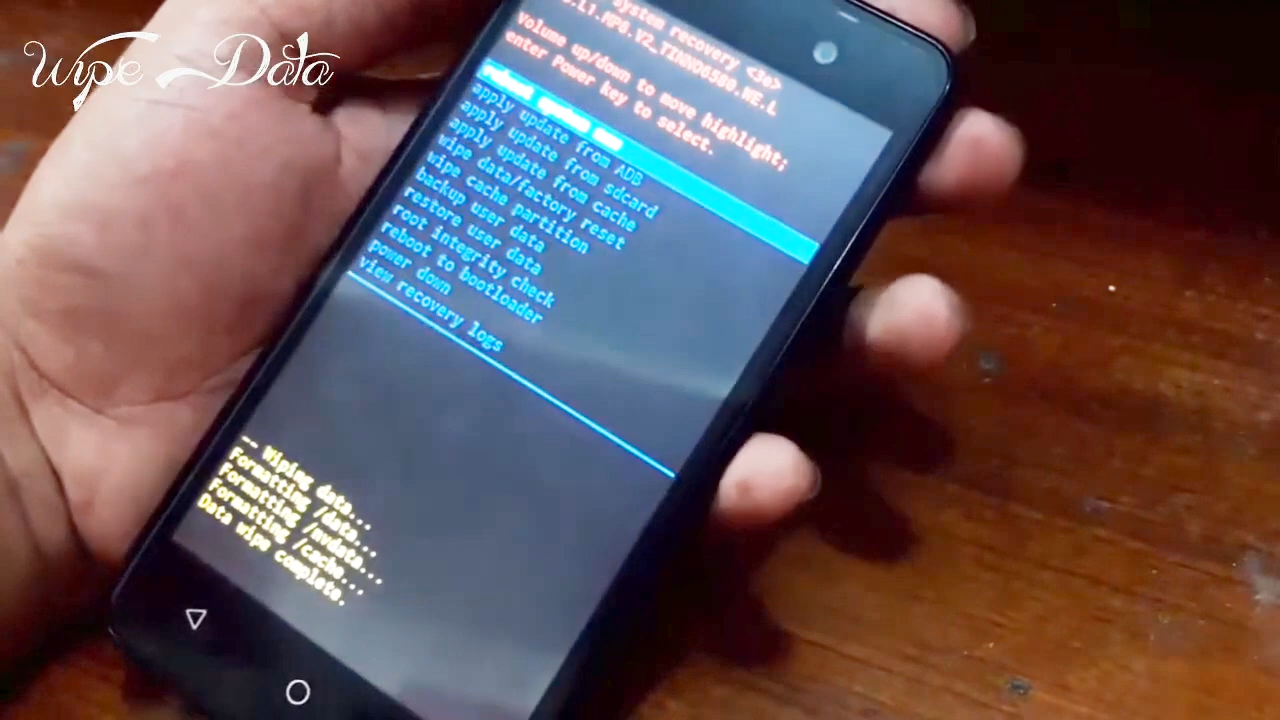 Wipe Data
system recovery <3e>
Volume up/down to move highlight;
enter Power key to select.
reboot system now
apply update from ADB
apply update from sdcard
apply update from cache
wipe data/factory reset
wipe cache partition
backup user data
restore user data
root integrity check
reboot to bootloader
power down
view recovery logs
-- Wiping data...
Formatting /data...
Formatting /nvdata...
Formatting /cache...
Data wipe complete.